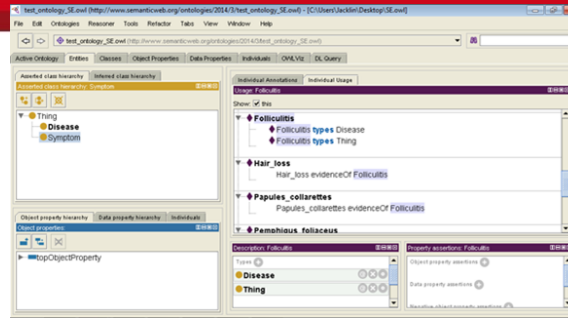 test_ontology_SE.owl (http://www.semanticweb.org/ontologies/2014/3/test_ontology_SE.owl) - [C:\Users\Jacklin\Desktop\SE.owl]
File Edit Ontologies Reasoner Tools Refactor Tabs View Window Help
test_ontology_SE.owl (http://www.semanticweb.org/ontologies/2014/3/test_ontology_SE.owl)
Active Ontology Entities Classes Object Properties Data Properties Individuals OWLViz DL Query
Asserted class hierarchy Inferred class hierarchy
Asserted class hierarchy: Symptom
Thing
Disease
Symptom
Object property hierarchy Data property hierarchy Individuals
Object properties:
topObjectProperty
Individual Annotations Individual Usage
Usage: Folliculitis
Show: this
Folliculitis
Folliculitis types Disease
Folliculitis types Thing
Hair_loss
Hair_loss evidenceOf Folliculitis
Papules_collarettes
Papules_collarettes evidenceOf Folliculitis
Pemphigus_foliaceus
Description: Folliculitis
Types
Disease
Thing
Property assertions: Folliculitis
Object property assertions
Data property assertions
Negative object property assertions